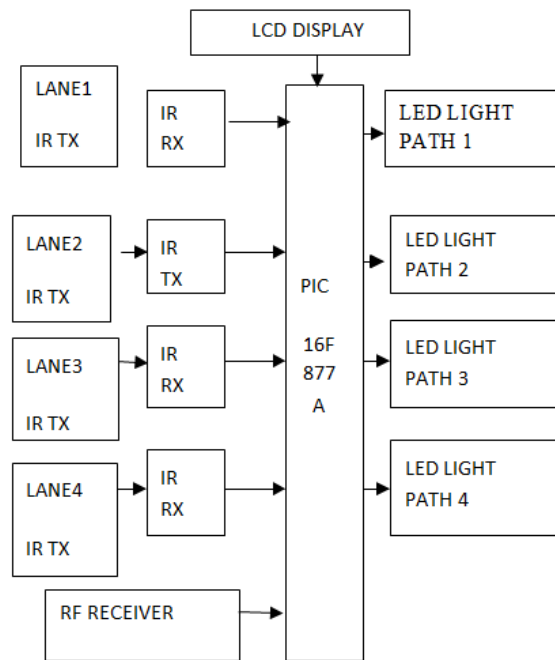 LCD DISPLAY
LANE1
IR TX
IR
RX
LED LIGHT
PATH 1
LANE2
IR TX
IR
TX
LED LIGHT
PATH 2
PIC
16F
877
A
LANE3
IR TX
IR
RX
LED LIGHT
PATH 3
LANE4
IR TX
IR
RX
LED LIGHT
PATH 4
RF RECEIVER